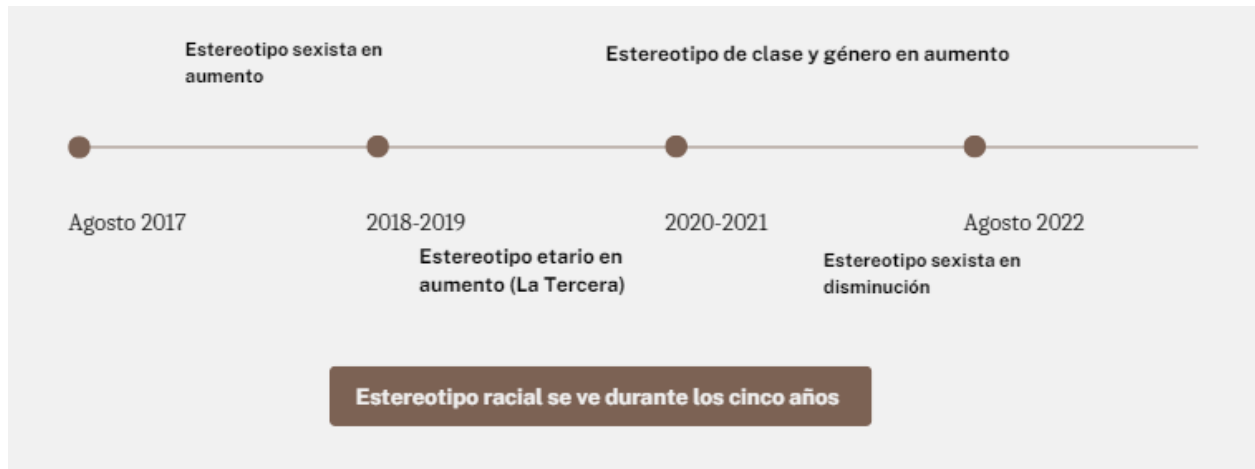 Estereotipo sexista en
aumento
Estereotipo de clase y género en aumento
Agosto 2017
2018-2019
2020-2021
Agosto 2022
Estereotipo etario en
aumento (La Tercera)
Estereotipo sexista en
disminución
Estereotipo racial se ve durante los cinco años